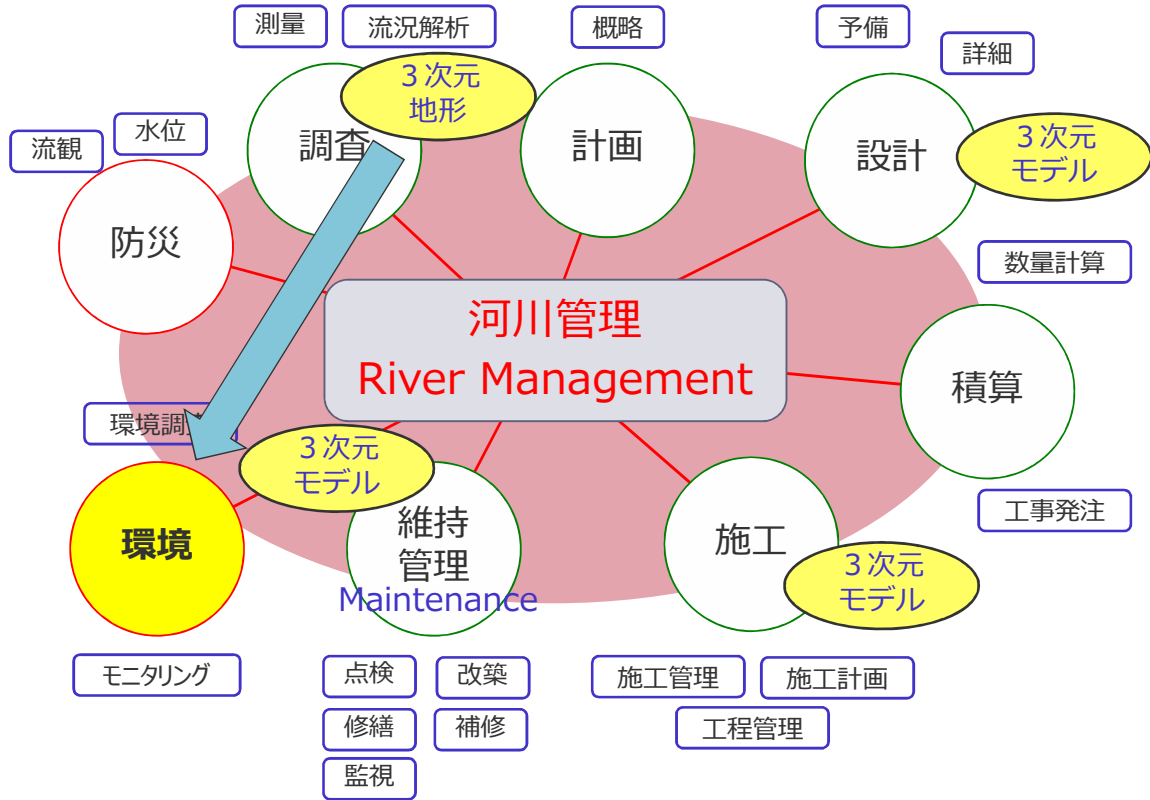 測量
流況解析
概略
予備
詳細
３次元
地形
調査
計画
設計
３次元
モデル
流観
水位
防災
数量計算
河川管理
River Management
積算
環境調
３次元
モデル
環境
維持
管理
Maintenance
施工
３次元
モデル
工事発注
モニタリング
点検
改築
修繕
補修
監視
施工管理
施工計画
工程管理